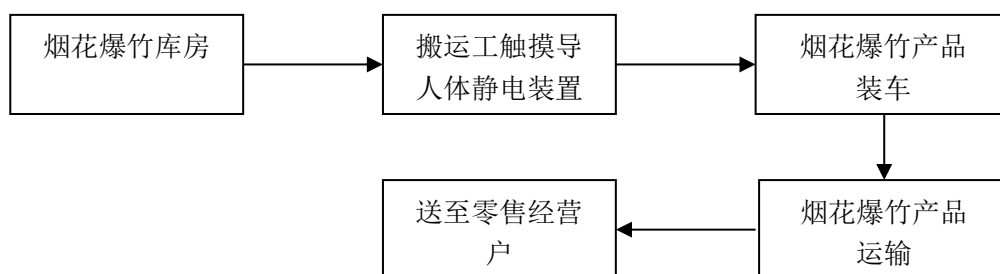 烟花爆竹库房
搬运工触摸导
人体静电装置
烟花爆竹产品
装车
烟花爆竹产品
运输
送至零售经营
户